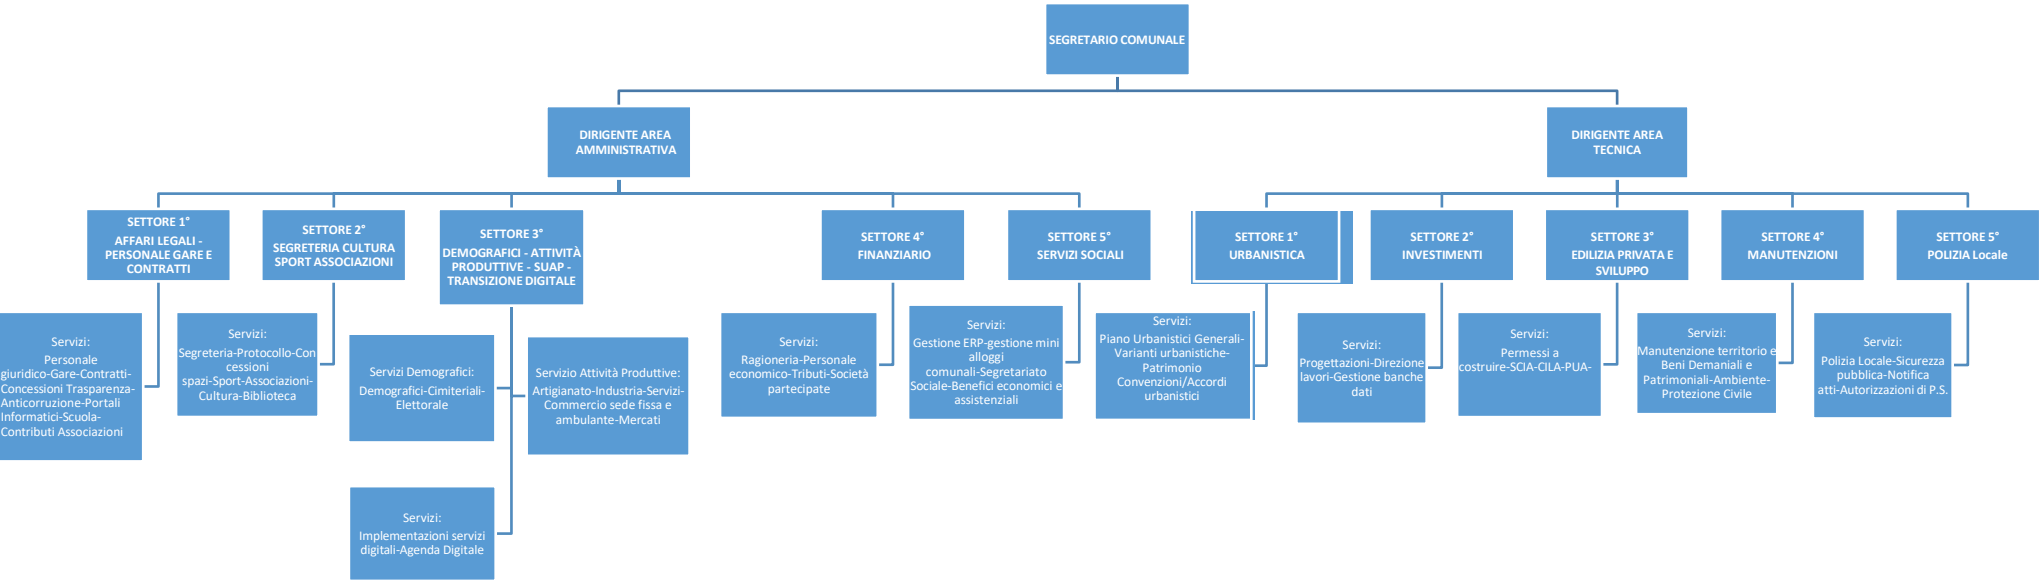 SEGRETARIO COMUNALE
DIRIGENTE AREA
AMMINISTRATIVA
DIRIGENTE AREA
TECNICA
SETTORE 1°
AFFARI LEGALI -
PERSONALE GARE E
CONTRATTI
SETTORE 2°
SEGRETERIA CULTURA
SPORT ASSOCIAZIONI
SETTORE 3°
DEMOGRAFICI - ATTIVITÀ
PRODUTTIVE - SUAP -
TRANSIZIONE DIGITALE
SETTORE 4°
FINANZIARIO
SETTORE 5°
SERVIZI SOCIALI
SETTORE 1°
URBANISTICA
SETTORE 2°
INVESTIMENTI
SETTORE 3°
EDILIZIA PRIVATA E
SVILUPPO
SETTORE 4°
MANUTENZIONI
SETTORE 5°
POLIZIA Locale
Servizi:
Personale
giuridico-Gare-Contratti-
Concessioni Trasparenza-
Anticorruzione-Portali
Informatici-Scuola-
Contributi Associazioni
Servizi:
Segreteria-Protocollo-Con
cessioni
spazi-Sport-Associazioni-
Cultura-Biblioteca
Servizi Demografici:
Demografici-Cimiteriali-
Elettorale
Servizio Attività Produttive:
Artigianato-Industria-Servizi-
Commercio sede fissa e
ambulante-Mercati
Servizi:
Implementazioni servizi
digitali-Agenda Digitale
Servizi:
Ragioneria-Personale
economico-Tributi-Società
partecipate
Servizi:
Gestione ERP-gestione mini
alloggi
comunali-Segretariato
Sociale-Benefici economici e
assistenziali
Servizi:
Piano Urbanistici Generali-
Varianti urbanistiche-
Patrimonio
Convenzioni/Accordi
urbanistici
Servizi:
Progettazioni-Direzione
lavori-Gestione banche
dati
Servizi:
Permessi a
costruire-SCIA-CILA-PUA-
Servizi:
Manutenzione territorio e
Beni Demaniali e
Patrimoniali-Ambiente-
Protezione Civile
Servizi:
Polizia Locale-Sicurezza
pubblica-Notifica
atti-Autorizzazioni di P.S.